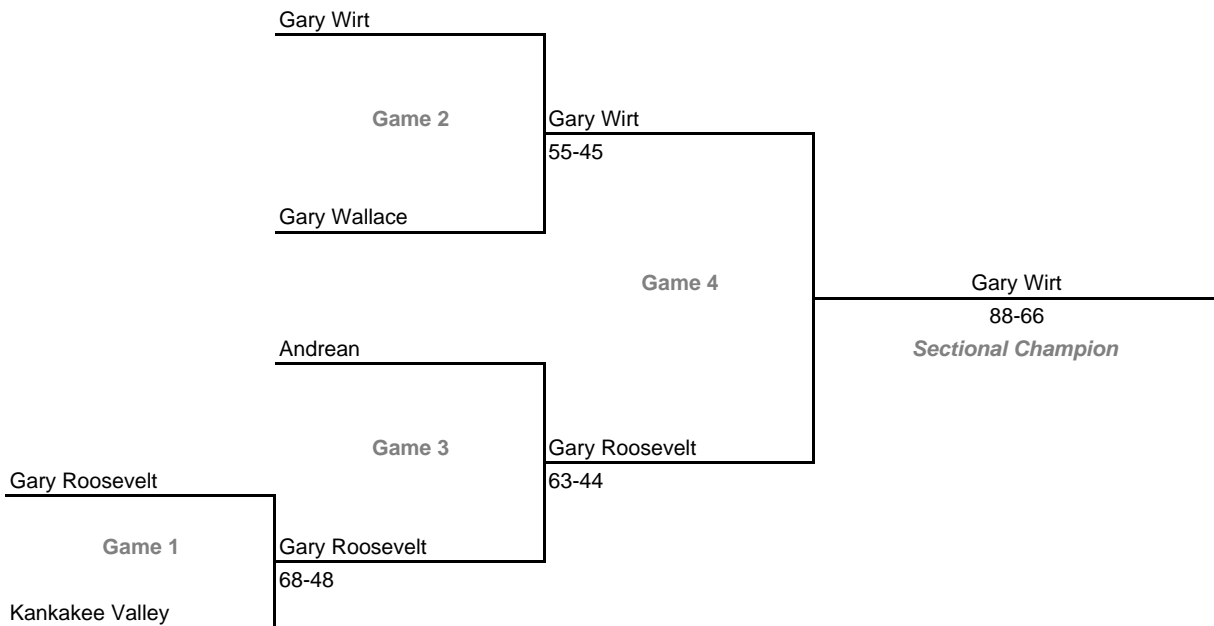 Gary Wirt
Game 2
Gary Wirt
55-45
Gary Wallace
Game 4
Gary Wirt
88-66
Andrean
Sectional Champion
Game 3
Gary Roosevelt
Gary Roosevelt
63-44
Game 1
Gary Roosevelt
68-48
Kankakee Valley